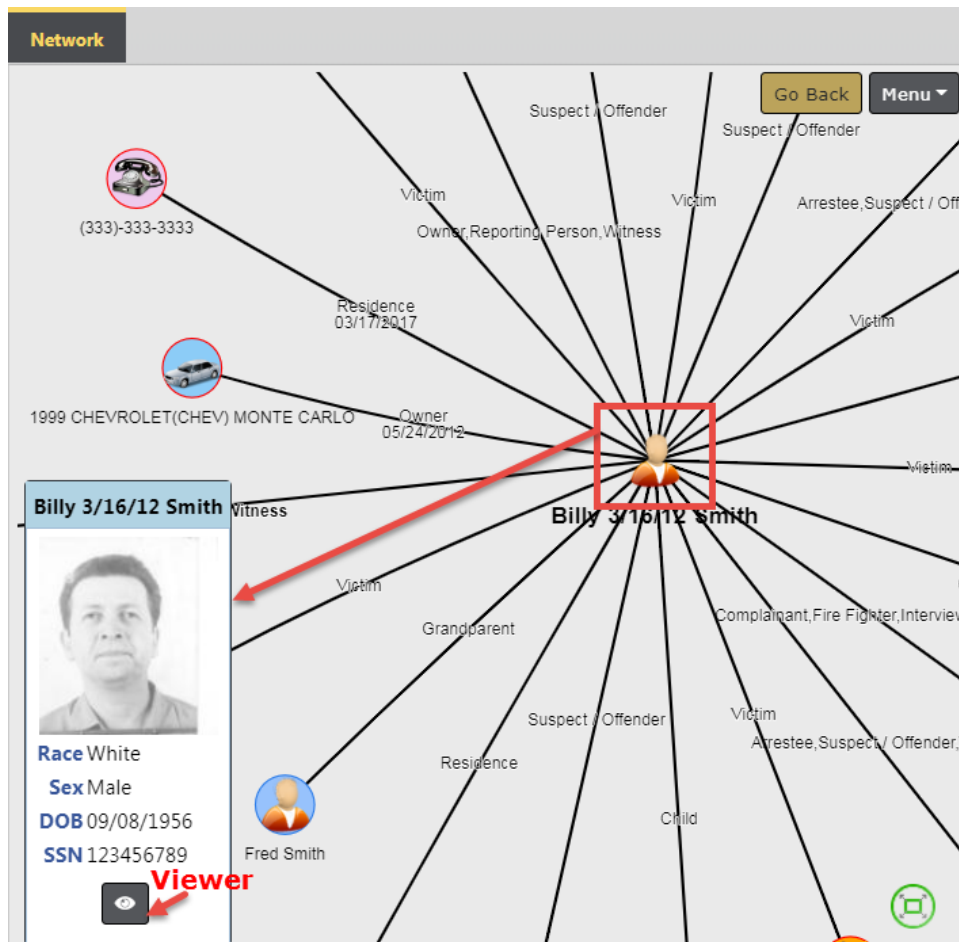 Network
Go Back
Menu
Suspect / Offender
Suspect / Offender
Victim
Victim
Arrestee,Suspect / Off
(333)-333-3333
Owner,Reporting Person,Witness
Residence
03/17/2017
Victim
1999 CHEVROLET(CHEV) MONTE CARLO
Owner
05/24/2012
Victim
Billy 3/16/12 Smith
Witness
Billy 3/16/12 Smith
Victim
Grandparent
Complainant,Fire Fighter,Interview
Suspect / Offender
Victim
Arrestee,Suspect / Offender,
Residence
Child
Race White
Sex Male
DOB 09/08/1956
SSN 123456789
Fred Smith
Viewer